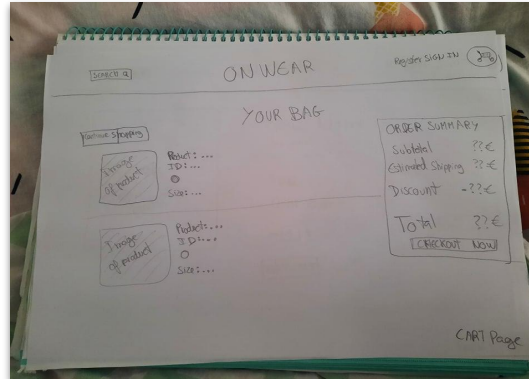 SEARCH
ON WEAR
Register SIGN IN
YOUR BAG
Continue Shopping
Image
of product
Product: ...
ID: ...
Size: ...
Image
of product
Product: ...
ID: ...
Size: ...
ORDER SUMMARY
Subtotal ??€
Estimated Shipping ??€
Discount -??€
Total ??€
CHECKOUT NOW
CART Page